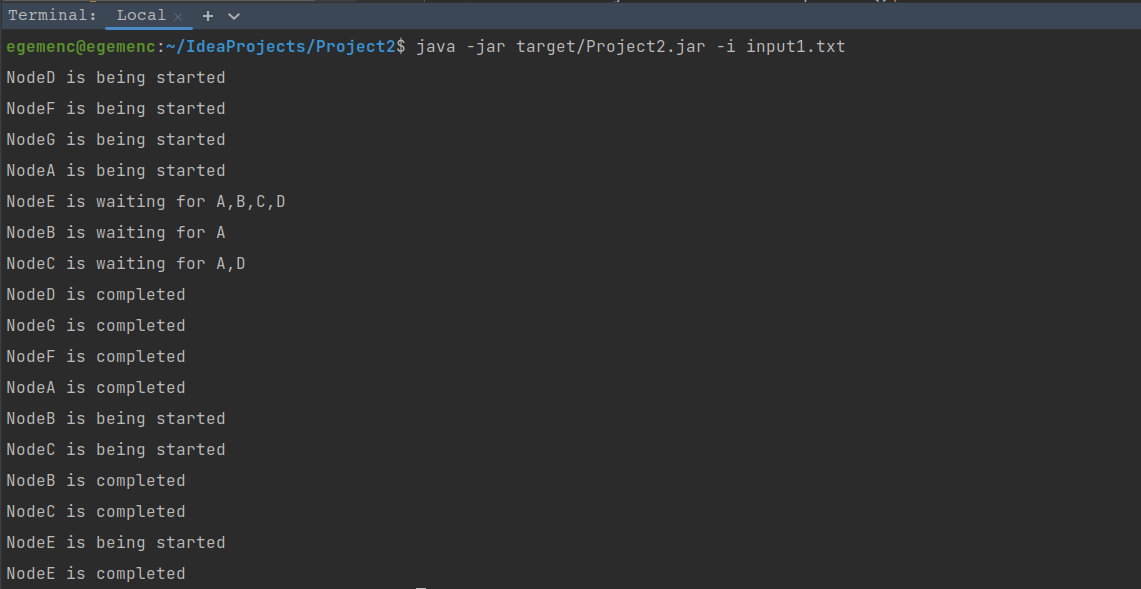 Terminal: Local × + 
egemenc@egemenc:~/IdeaProjects/Project2$ java -jar target/Project2.jar -i input1.txt
NodeD is being started
NodeF is being started
NodeG is being started
NodeA is being started
NodeE is waiting for A,B,C,D
NodeB is waiting for A
NodeC is waiting for A,D
NodeD is completed
NodeG is completed
NodeF is completed
NodeA is completed
NodeB is being started
NodeC is being started
NodeB is completed
NodeC is completed
NodeE is being started
NodeE is completed